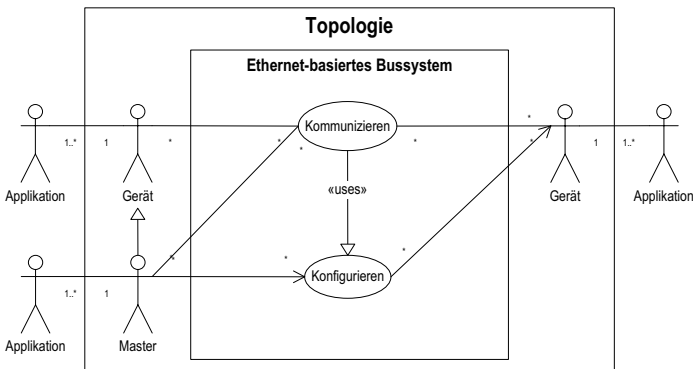 Topologie
Ethernet-basiertes Bussystem
Kommunizieren
1..* 1 * * * * * * 1 1..*
Applikation Gerät Gerät Applikation
«uses»
* * *
Konfigurieren
1..* 1
Applikation Master